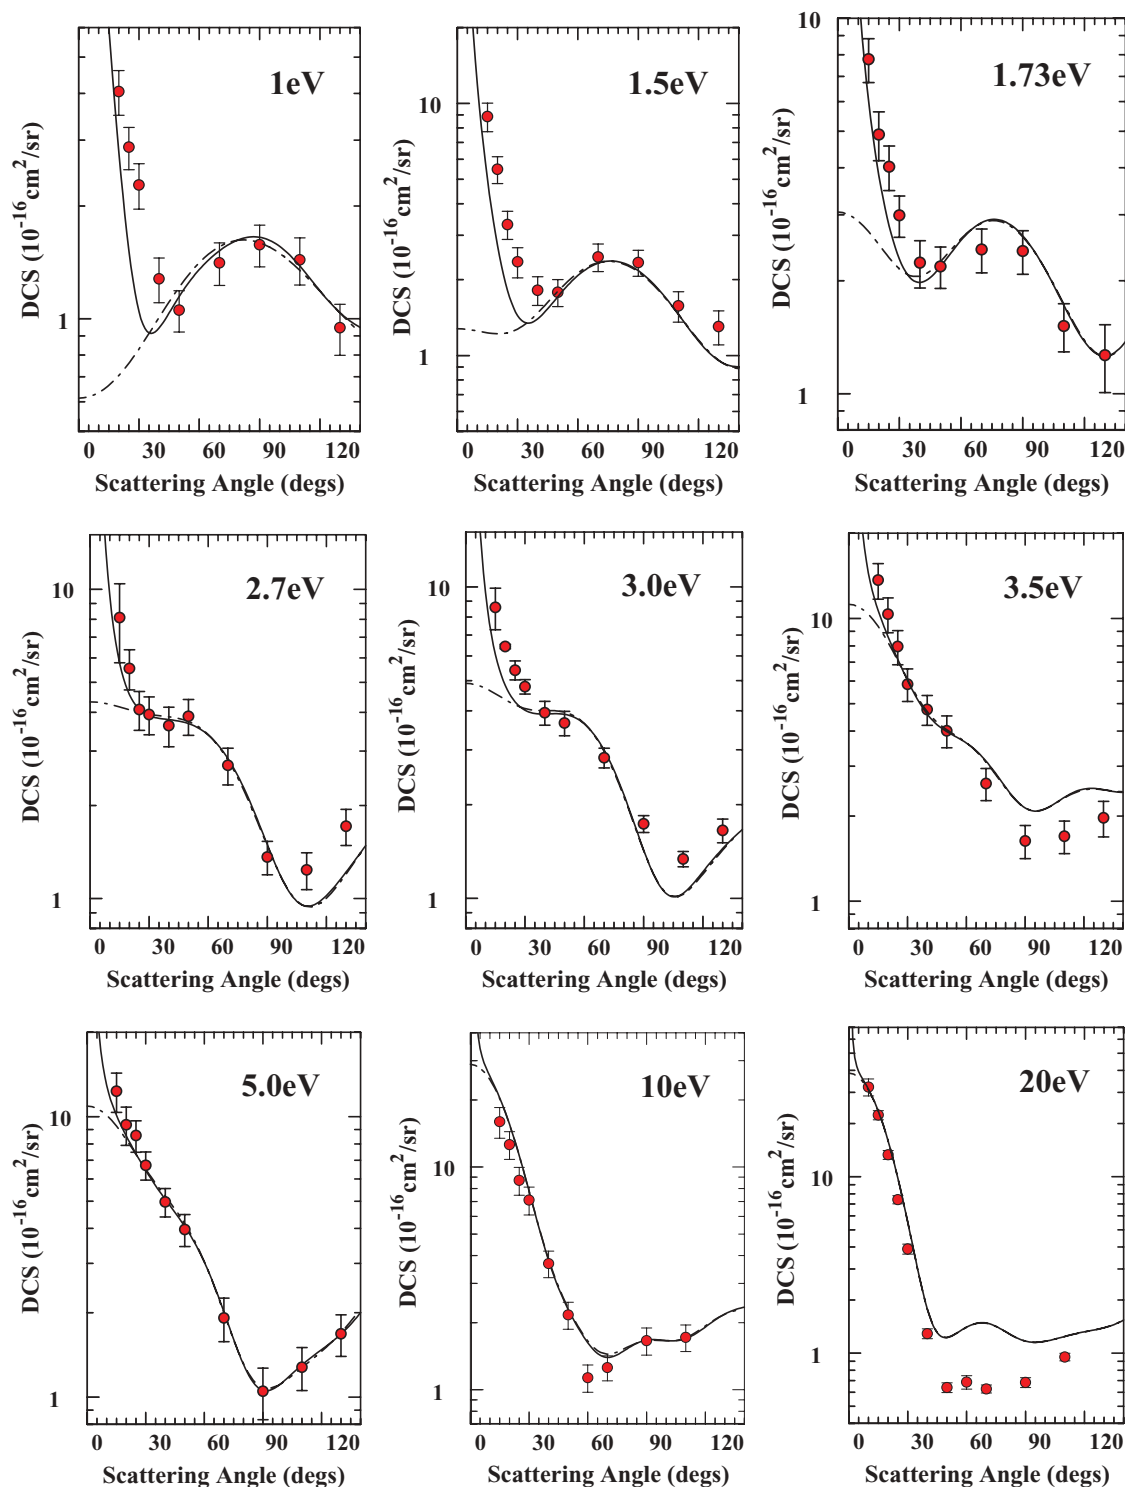 1eV
DCS (10⁻¹⁶cm²/sr)
1
0 30 60 90 120
Scattering Angle (degs)
1.5eV
DCS (10⁻¹⁶cm²/sr)
10
1
0 30 60 90 120
Scattering Angle (degs)
1.73eV
DCS (10⁻¹⁶cm²/sr)
10
1
0 30 60 90 120
Scattering Angle (degs)
2.7eV
DCS (10⁻¹⁶cm²/sr)
10
1
0 30 60 90 120
Scattering Angle (degs)
3.0eV
DCS (10⁻¹⁶cm²/sr)
10
1
0 30 60 90 120
Scattering Angle (degs)
3.5eV
DCS (10⁻¹⁶cm²/sr)
10
1
0 30 60 90 120
Scattering Angle (degs)
5.0eV
DCS (10⁻¹⁶cm²/sr)
10
1
0 30 60 90 120
Scattering Angle (degs)
10eV
DCS (10⁻¹⁶cm²/sr)
10
1
0 30 60 90 120
Scattering Angle (degs)
20eV
DCS (10⁻¹⁶cm²/sr)
10
1
0 30 60 90 120
Scattering Angle (degs)